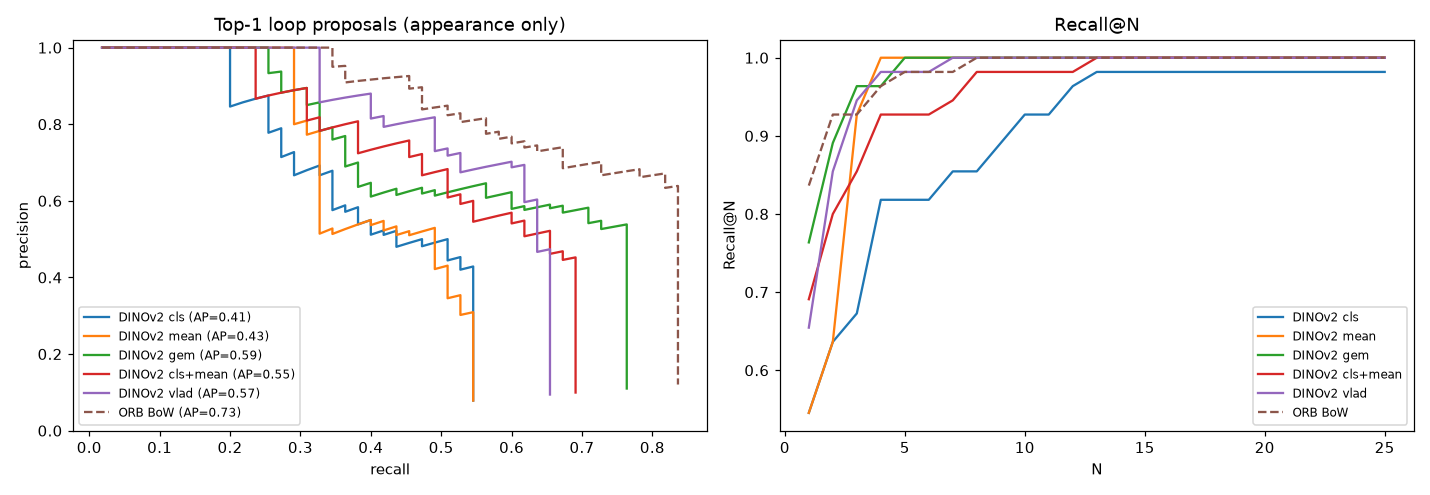 Top-1 loop proposals (appearance only)
precision
1.0
0.8
0.6
0.4
0.2
0.0
DINOv2 cls (AP=0.41)
DINOv2 mean (AP=0.43)
DINOv2 gem (AP=0.59)
DINOv2 cls+mean (AP=0.55)
DINOv2 vlad (AP=0.57)
ORB BoW (AP=0.73)
0.0 0.1 0.2 0.3 0.4 0.5 0.6 0.7 0.8
recall
Recall@N
Recall@N
1.0
0.9
0.8
0.7
0.6
DINOv2 cls
DINOv2 mean
DINOv2 gem
DINOv2 cls+mean
DINOv2 vlad
ORB BoW
0 5 10 15 20 25
N